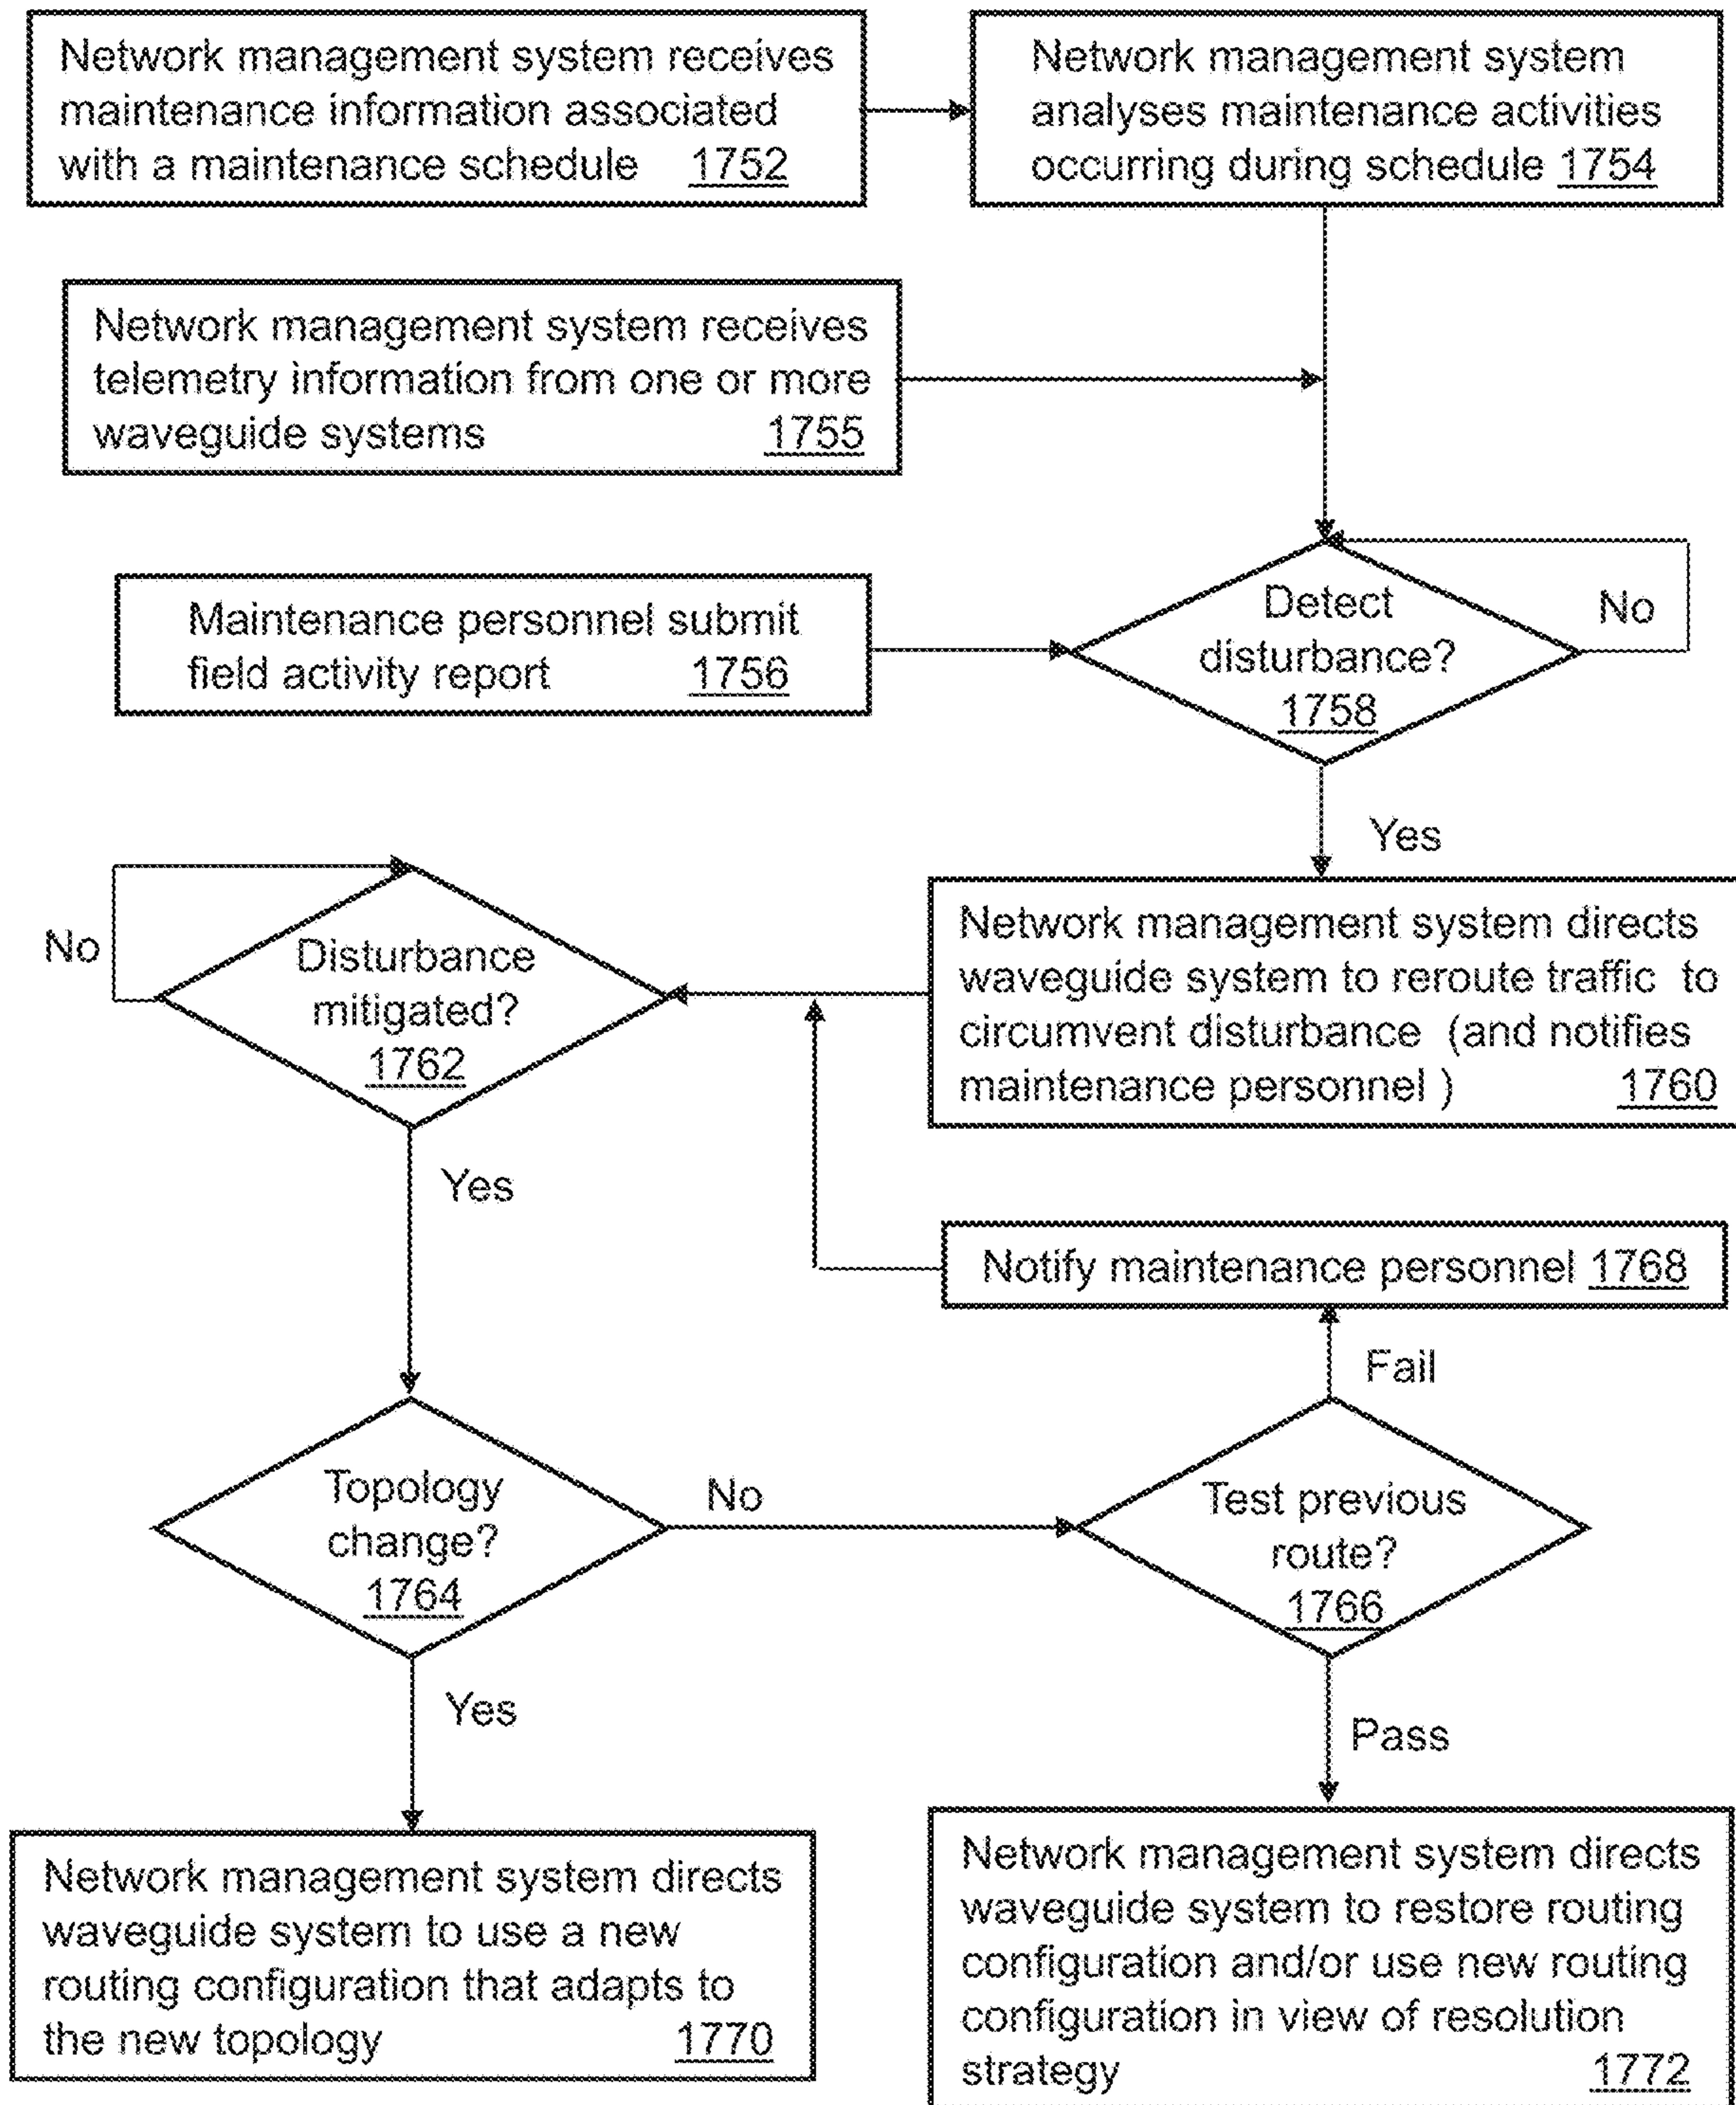 Network management system receives
maintenance information associated
with a maintenance schedule 1752
Network management system
analyses maintenance activities
occurring during schedule 1754
Network management system receives
telemetry information from one or more
waveguide systems 1755
Maintenance personnel submit
field activity report 1756
Detect
disturbance?
1758
No
Yes
Network management system directs
waveguide system to reroute traffic to
circumvent disturbance (and notifies
maintenance personnel ) 1760
No
Disturbance
mitigated?
1762
Yes
Notify maintenance personnel 1768
Fail
Topology
change?
1764
No
Test previous
route?
1766
Yes
Pass
Network management system directs
waveguide system to use a new
routing configuration that adapts to
the new topology 1770
Network management system directs
waveguide system to restore routing
configuration and/or use new routing
configuration in view of resolution
strategy 1772